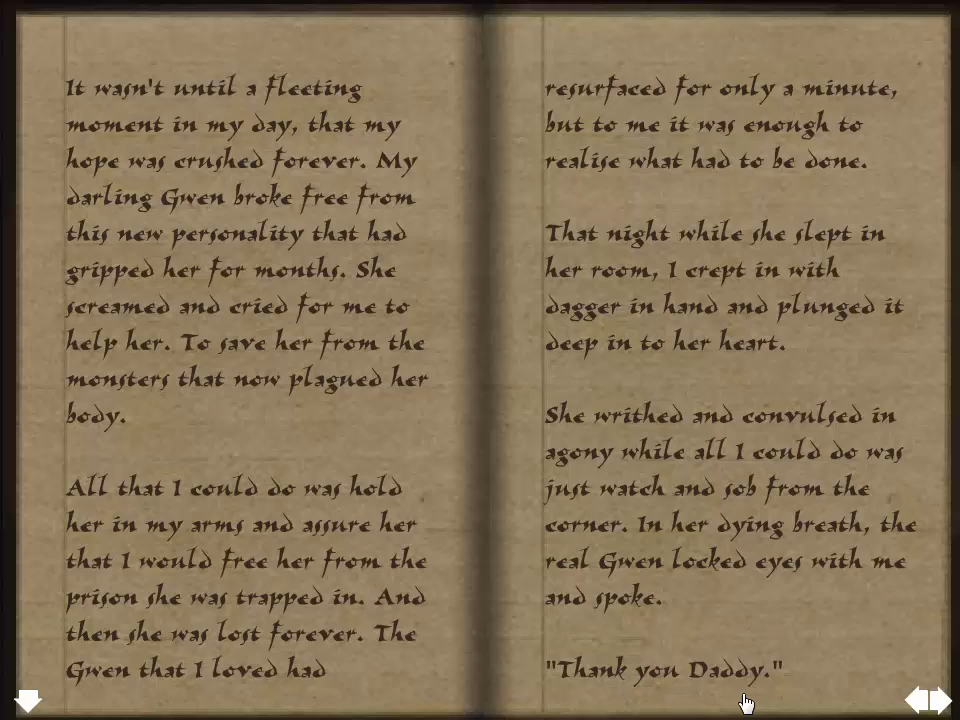 It wasn't until a fleeting
moment in my day, that my
hope was crushed forever. My
darling Gwen broke free from
this new personality that had
gripped her for months. She
screamed and cried for me to
help her. To save her from the
monsters that now plagued her
body.
All that I could do was hold
her in my arms and assure her
that I would free her from the
prison she was trapped in. And
then she was lost forever. The
Gwen that I loved had
resurfaced for only a minute,
but to me it was enough to
realise what had to be done.
That night while she slept in
her room, I crept in with
dagger in hand and plunged it
deep in to her heart.
She writhed and convulsed in
agony while all I could do was
just watch and sob from the
corner. In her dying breath, the
real Gwen locked eyes with me
and spoke.
"Thank you Daddy."